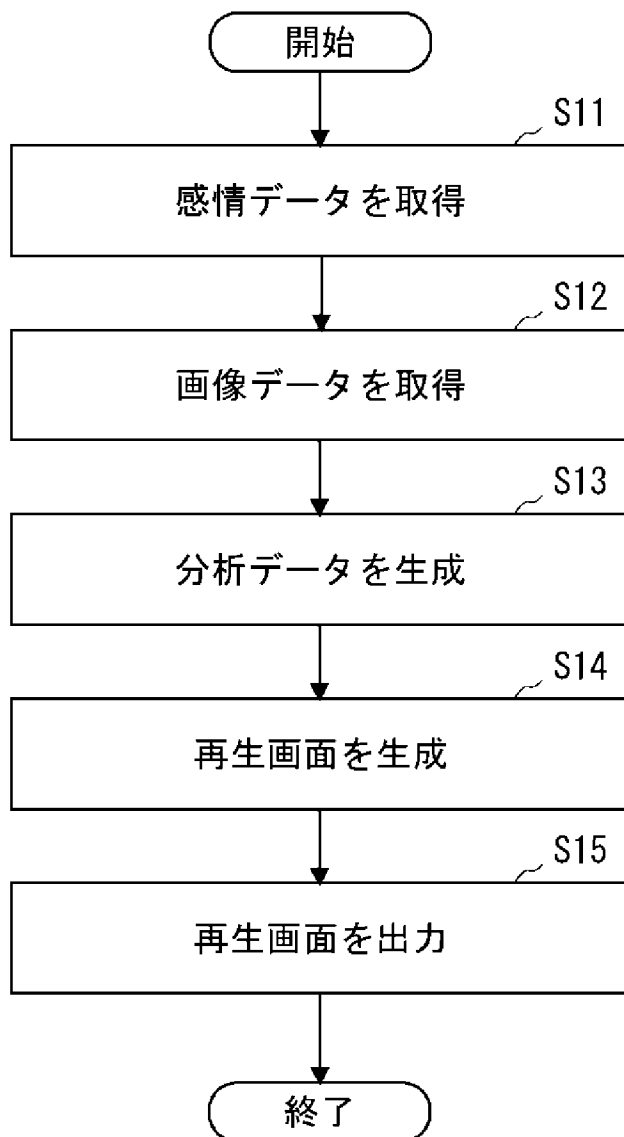 開始
S11
感情データを取得
S12
画像データを取得
S13
分析データを生成
S14
再生画面を生成
S15
再生画面を出力
終了